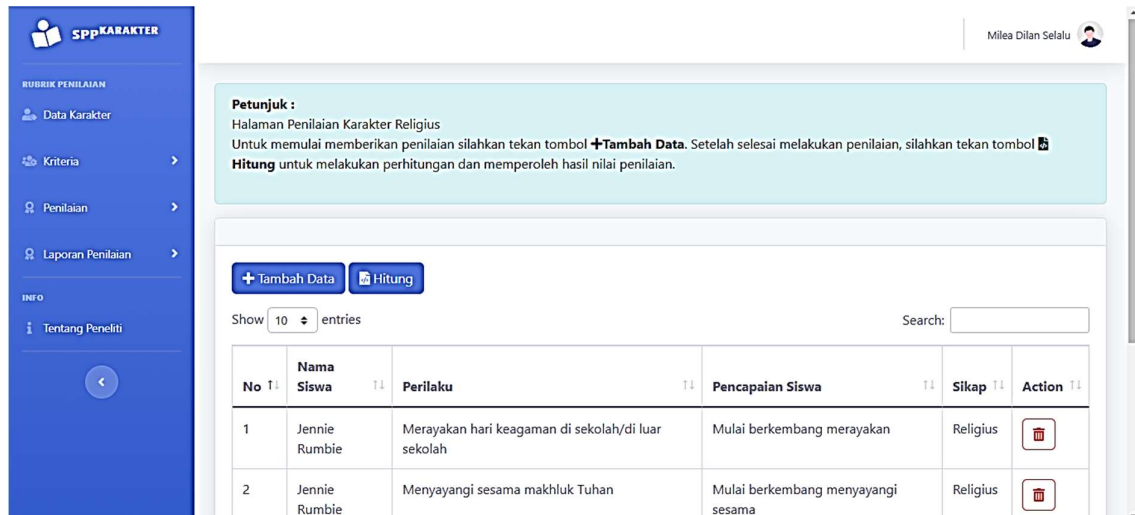 SPPKARAKTER
Milea Dilan Selalu
RUBRIK PENILAIAN
Data Karakter
Kriteria
Penilaian
Laporan Penilaian
INFO
Tentang Peneliti
Petunjuk :
Halaman Penilaian Karakter Religius
Untuk memulai memberikan penilaian silahkan tekan tombol +Tambah Data. Setelah selesai melakukan penilaian, silahkan tekan tombol
Hitung untuk melakukan perhitungan dan memperoleh hasil nilai penilaian.
+ Tambah Data Hitung
Show 10 entries Search:
No Nama Siswa Perilaku Pencapaian Siswa Sikap Action
1 Jennie Rumbie Merayakan hari keagaman di sekolah/di luar sekolah Mulai berkembang merayakan Religius
2 Jennie Rumbie Menyayangi sesama makhluk Tuhan Mulai berkembang menyayangi sesama Religius